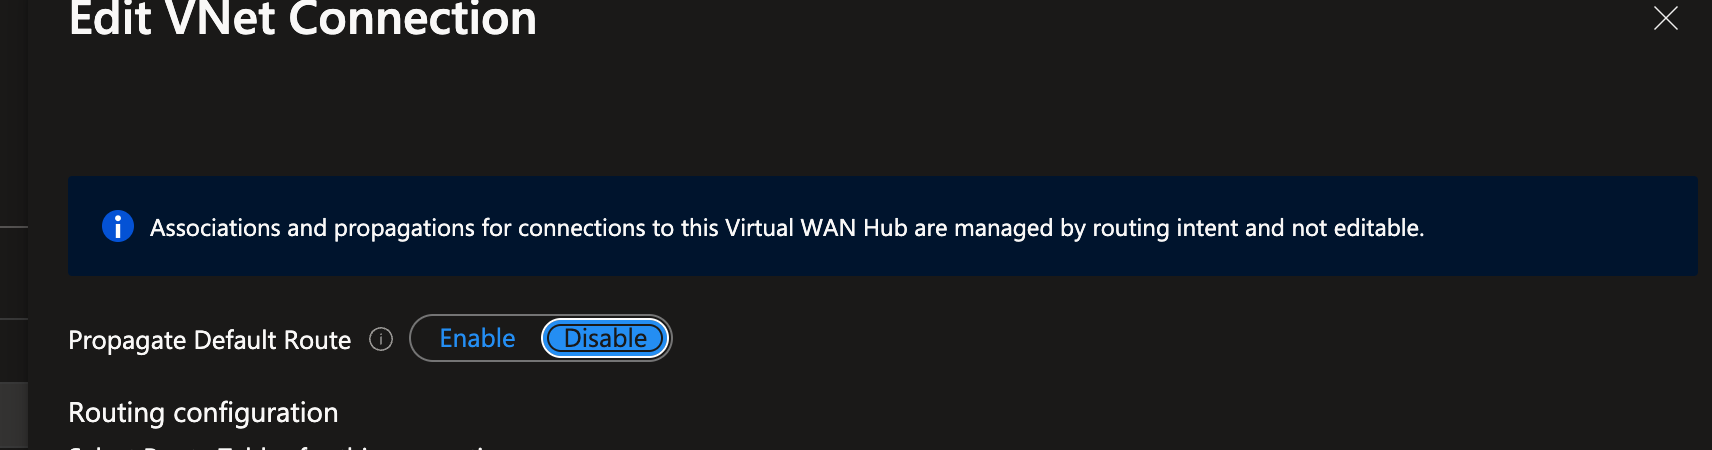 Edit VNet Connection
Associations and propagations for connections to this Virtual WAN Hub are managed by routing intent and not editable.
Propagate Default Route Enable Disable
Routing configuration